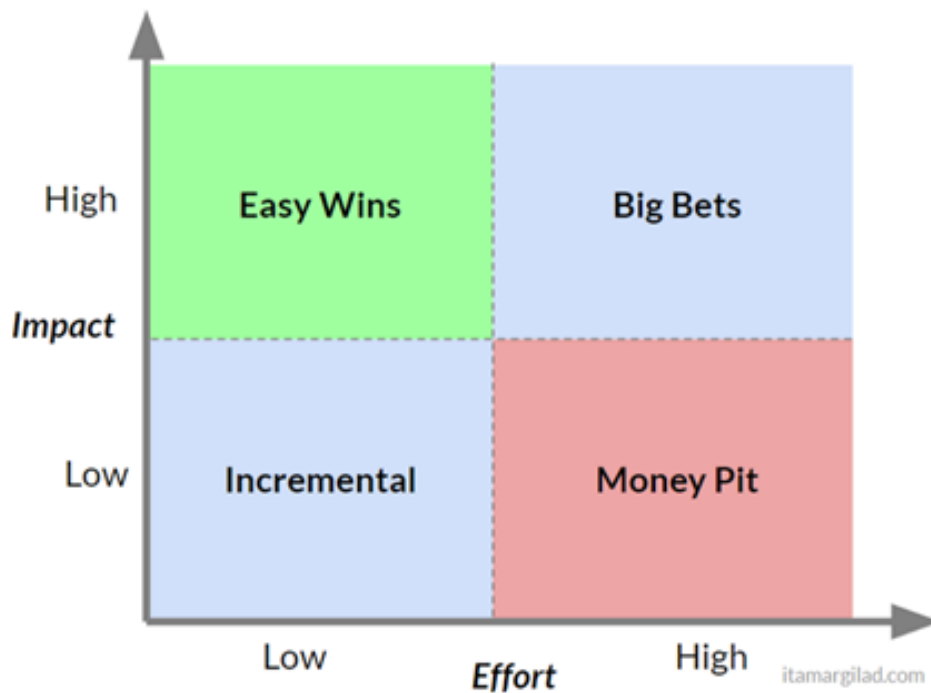 High
Easy Wins
Big Bets
Impact
Low
Incremental
Money Pit
Low
High
Effort
itamargilad.com